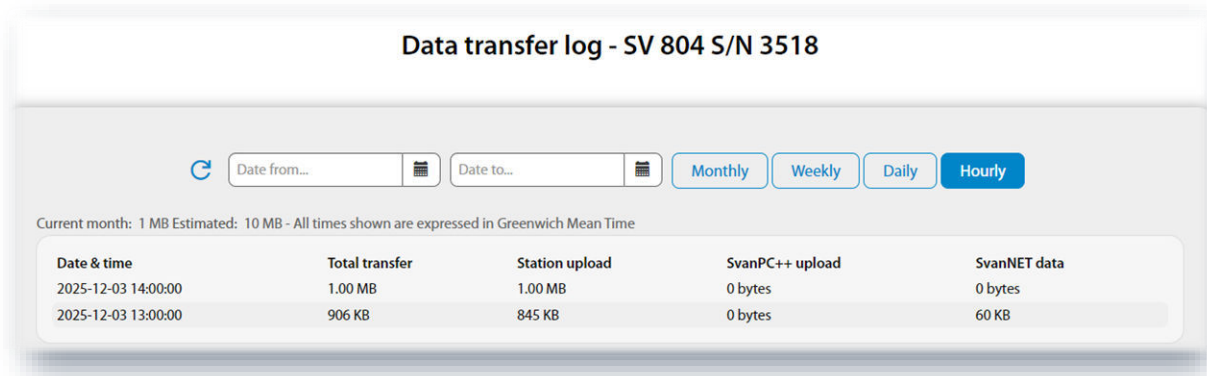 Data transfer log - SV 804 S/N 3518
Date from... Date to... Monthly Weekly Daily Hourly
Current month: 1 MB Estimated: 10 MB - All times shown are expressed in Greenwich Mean Time
Date & time Total transfer Station upload SvanPC++ upload SvanNET data
2025-12-03 14:00:00 1.00 MB 1.00 MB 0 bytes 0 bytes
2025-12-03 13:00:00 906 KB 845 KB 0 bytes 60 KB